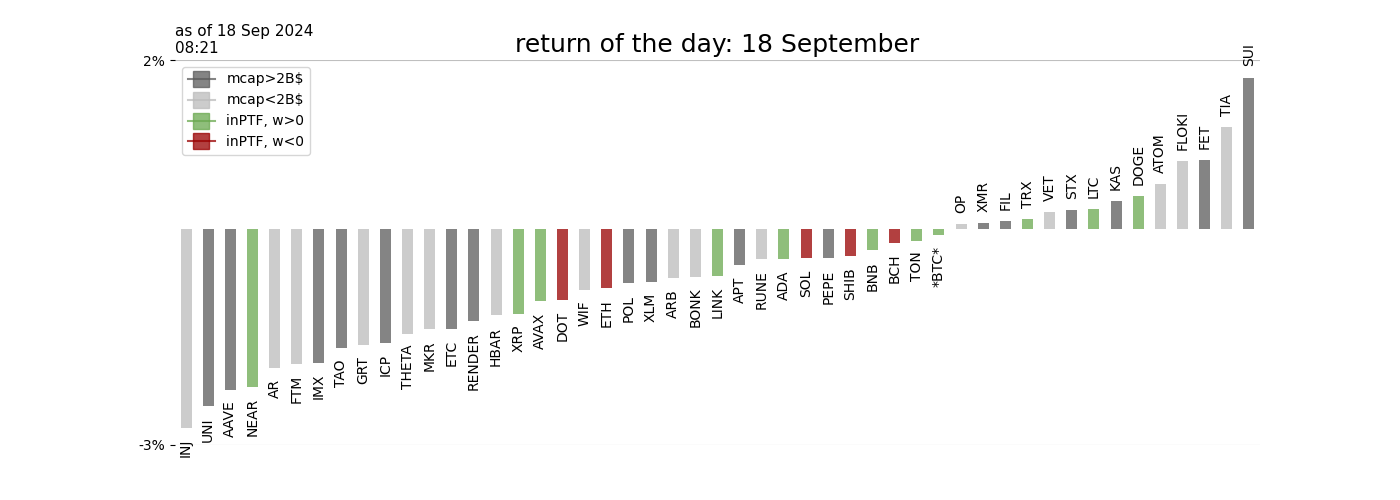 as of 18 Sep 2024
08:21
return of the day: 18 September
2%
mcap>2B$
mcap<2B$
inPTF, w>0
inPTF, w<0
-3%
INJ
UNI
AAVE
NEAR
AR
FTM
IMX
TAO
GRT
ICP
THETA
MKR
ETC
RENDER
HBAR
XRP
AVAX
DOT
WIF
ETH
POL
XLM
ARB
BONK
LINK
APT
RUNE
ADA
SOL
PEPE
SHIB
BNB
BCH
TON
*BTC*
OP
XMR
FIL
TRX
VET
STX
LTC
KAS
DOGE
ATOM
FLOKI
FET
TIA
SUI